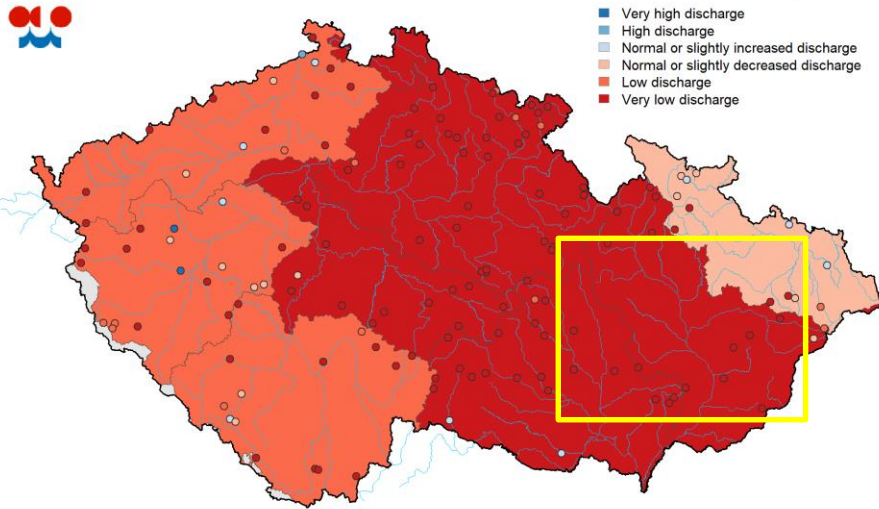 Very high discharge
High discharge
Normal or slightly increased discharge
Normal or slightly decreased discharge
Low discharge
Very low discharge